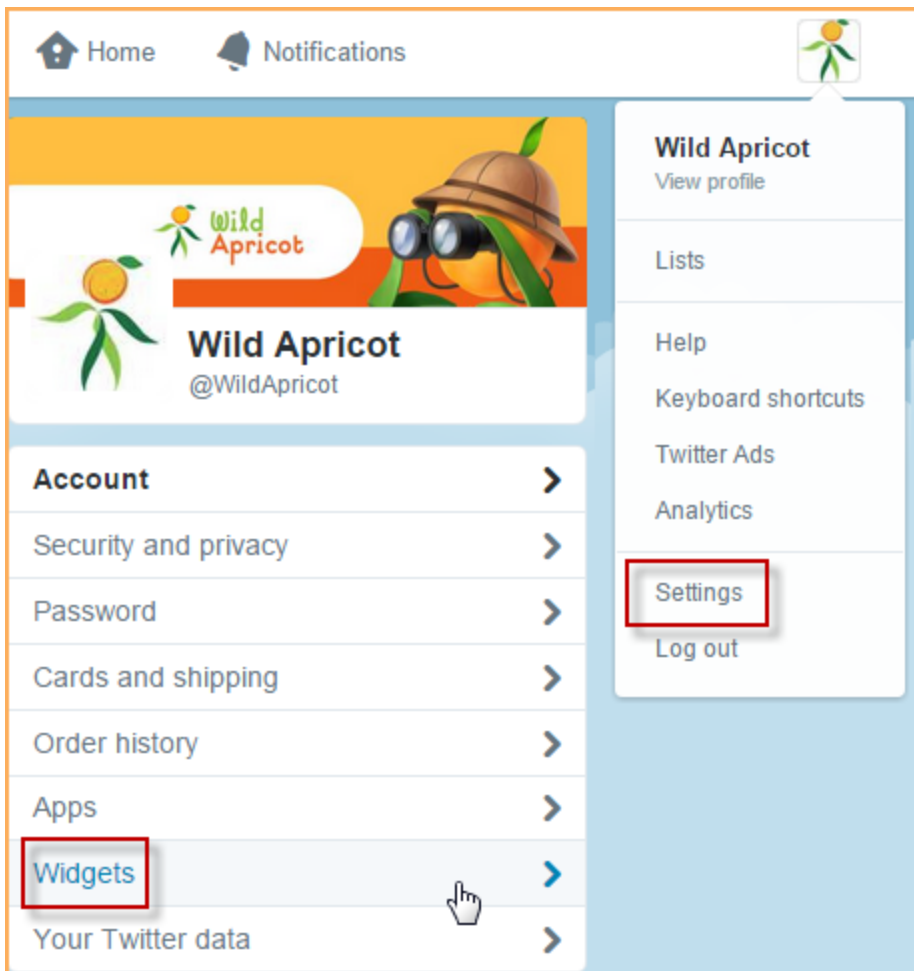 Home
Notifications
Wild
Apricot
Wild Apricot
@WildApricot
Account
Security and privacy
Password
Cards and shipping
Order history
Apps
Widgets
Your Twitter data
Wild Apricot
View profile
Lists
Help
Keyboard shortcuts
Twitter Ads
Analytics
Settings
Log out